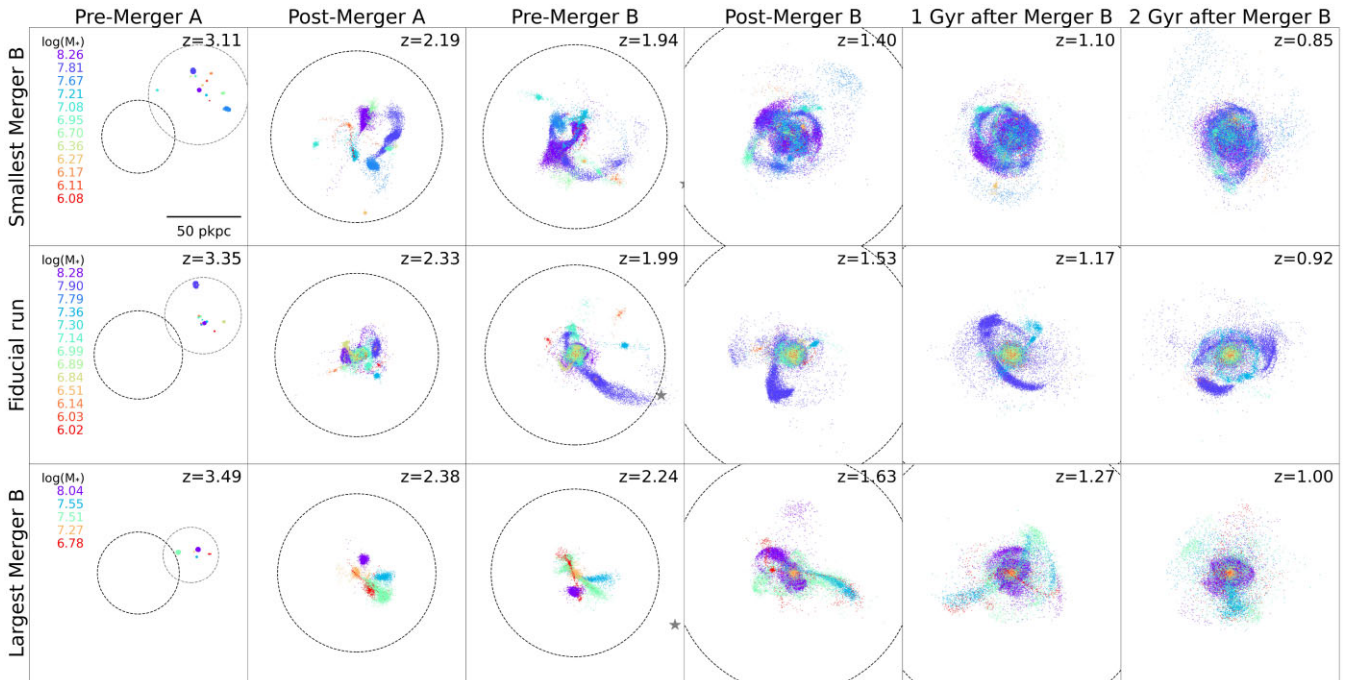 Pre-Merger A Post-Merger A Pre-Merger B Post-Merger B 1 Gyr after Merger B 2 Gyr after Merger B
Smallest Merger B
log(M⋆)
z=3.11 z=2.19 z=1.94 z=1.40 z=1.10 z=0.85
8.26
7.81
7.67
7.21
7.08
6.95
6.70
6.36
6.27
6.17
6.11
6.08
50 pkpc
Fiducial run
log(M⋆)
z=3.35 z=2.33 z=1.99 z=1.53 z=1.17 z=0.92
8.28
7.90
7.79
7.36
7.30
7.14
6.99
6.89
6.84
6.51
6.14
6.03
6.02
Largest Merger B
log(M⋆)
z=3.49 z=2.38 z=2.24 z=1.63 z=1.27 z=1.00
8.04
7.55
7.51
7.27
6.78